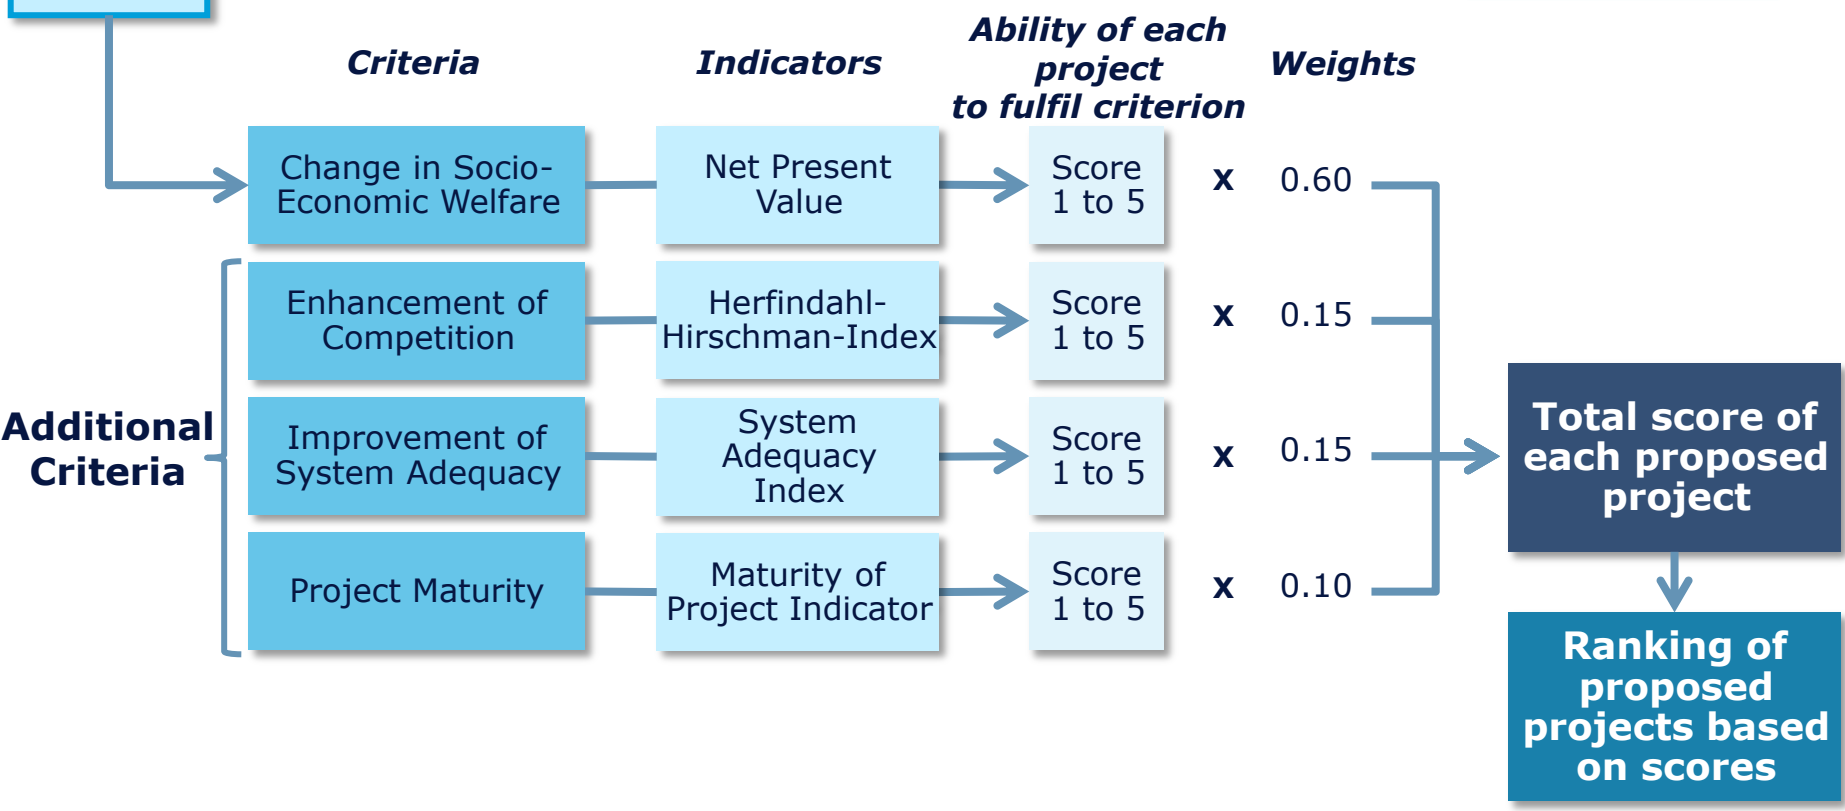 Criteria
Indicators
Ability of each
project
to fulfil criterion
Weights
Change in Socio-
Economic Welfare
Net Present
Value
Score
1 to 5
x
0.60
Enhancement of
Competition
Herfindahl-
Hirschman-Index
Score
1 to 5
x
0.15
Additional
Criteria
Improvement of
System Adequacy
System
Adequacy
Index
Score
1 to 5
x
0.15
Project Maturity
Maturity of
Project Indicator
Score
1 to 5
x
0.10
Total score of
each proposed
project
Ranking of
proposed
projects based
on scores